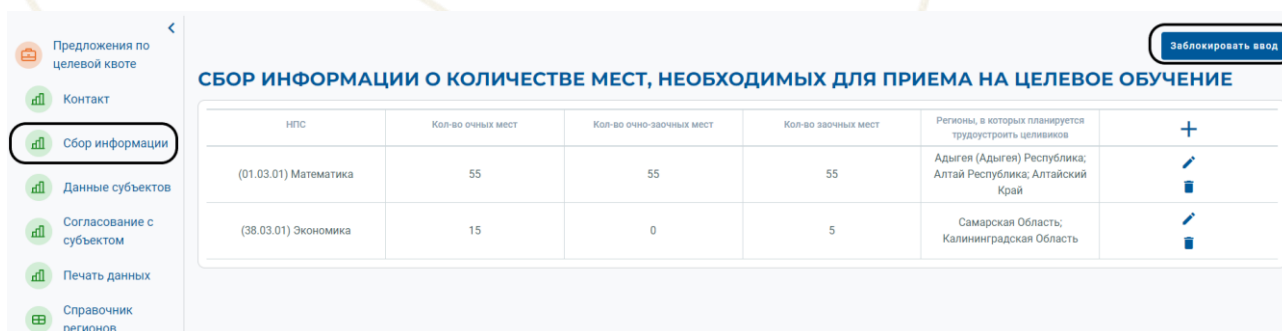 Предложения по
целевой квоте
Контакт
Сбор информации
Данные субъектов
Согласование с
субъектом
Печать данных
Справочник
регионов
Заблокировать ввод
СБОР ИНФОРМАЦИИ О КОЛИЧЕСТВЕ МЕСТ, НЕОБХОДИМЫХ ДЛЯ ПРИЕМА НА ЦЕЛЕВОЕ ОБУЧЕНИЕ
НПС Кол-во очных мест Кол-во очно-заочных мест Кол-во заочных мест Регионы, в которых планируется
трудоустроить целивиков
(01.03.01) Математика 55 55 55 Адыгея (Адыгея) Республика;
Алтай Республика; Алтайский
Край
(38.03.01) Экономика 15 0 5 Самарская Область;
Калининградская Область